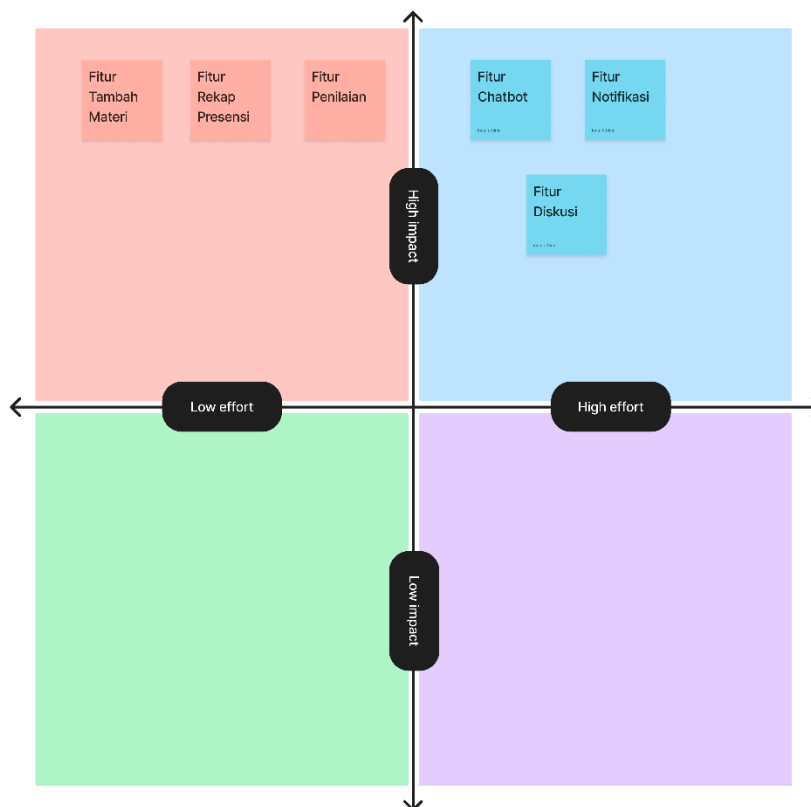 Fitur
Tambah
Materi
Fitur
Rekap
Presensi
Fitur
Penilaian
Fitur
Chatbot
Fitur
Notifikasi
Fitur
Diskusi
High impact
Low effort
High effort
Low impact